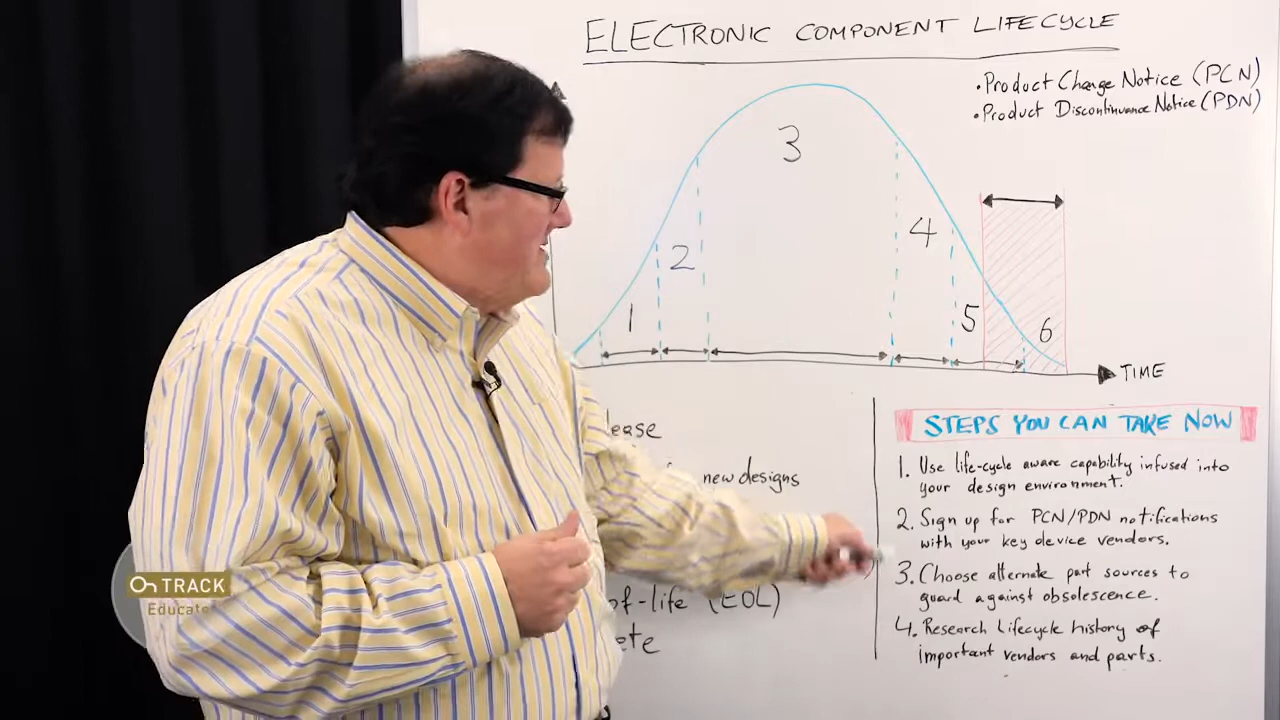 ELECTRONIC COMPONENT LIFECYCLE
• Product Change Notice (PCN)
• Product Discontinuance Notice (PDN)
3
4
2
1
5
6
TIME
lease
new designs
of-life (EOL)
ete
STEPS YOU CAN TAKE NOW
1. Use life-cycle aware capability infused into
your design environment.
2. Sign up for PCN/PDN notifications
with your key device vendors.
3. Choose alternate part sources to
guard against obsolescence.
4. Research Lifecycle history of
important vendors and parts.
On TRACK
Educate